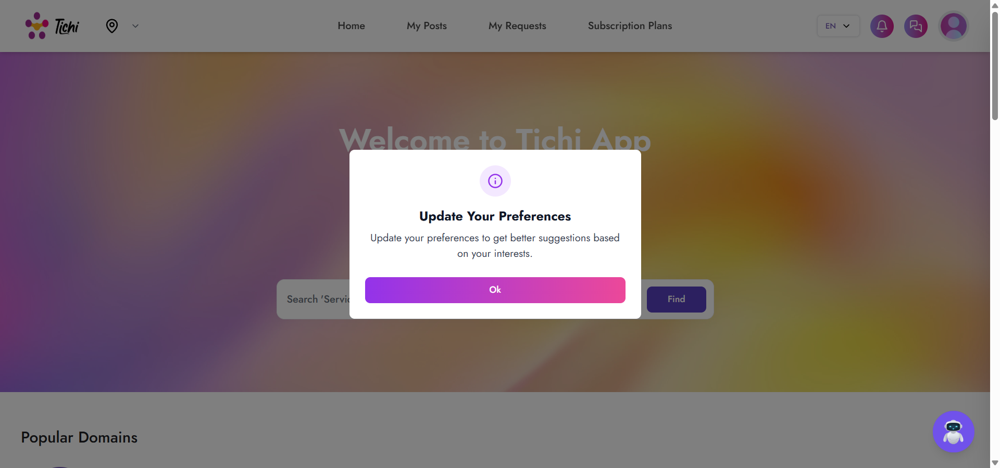 Tichi
Home
My Posts
My Requests
Subscription Plans
EN
Welcome to Tichi App
Update Your Preferences
Update your preferences to get better suggestions based
on your interests.
Ok
Search
Find
Popular Domains